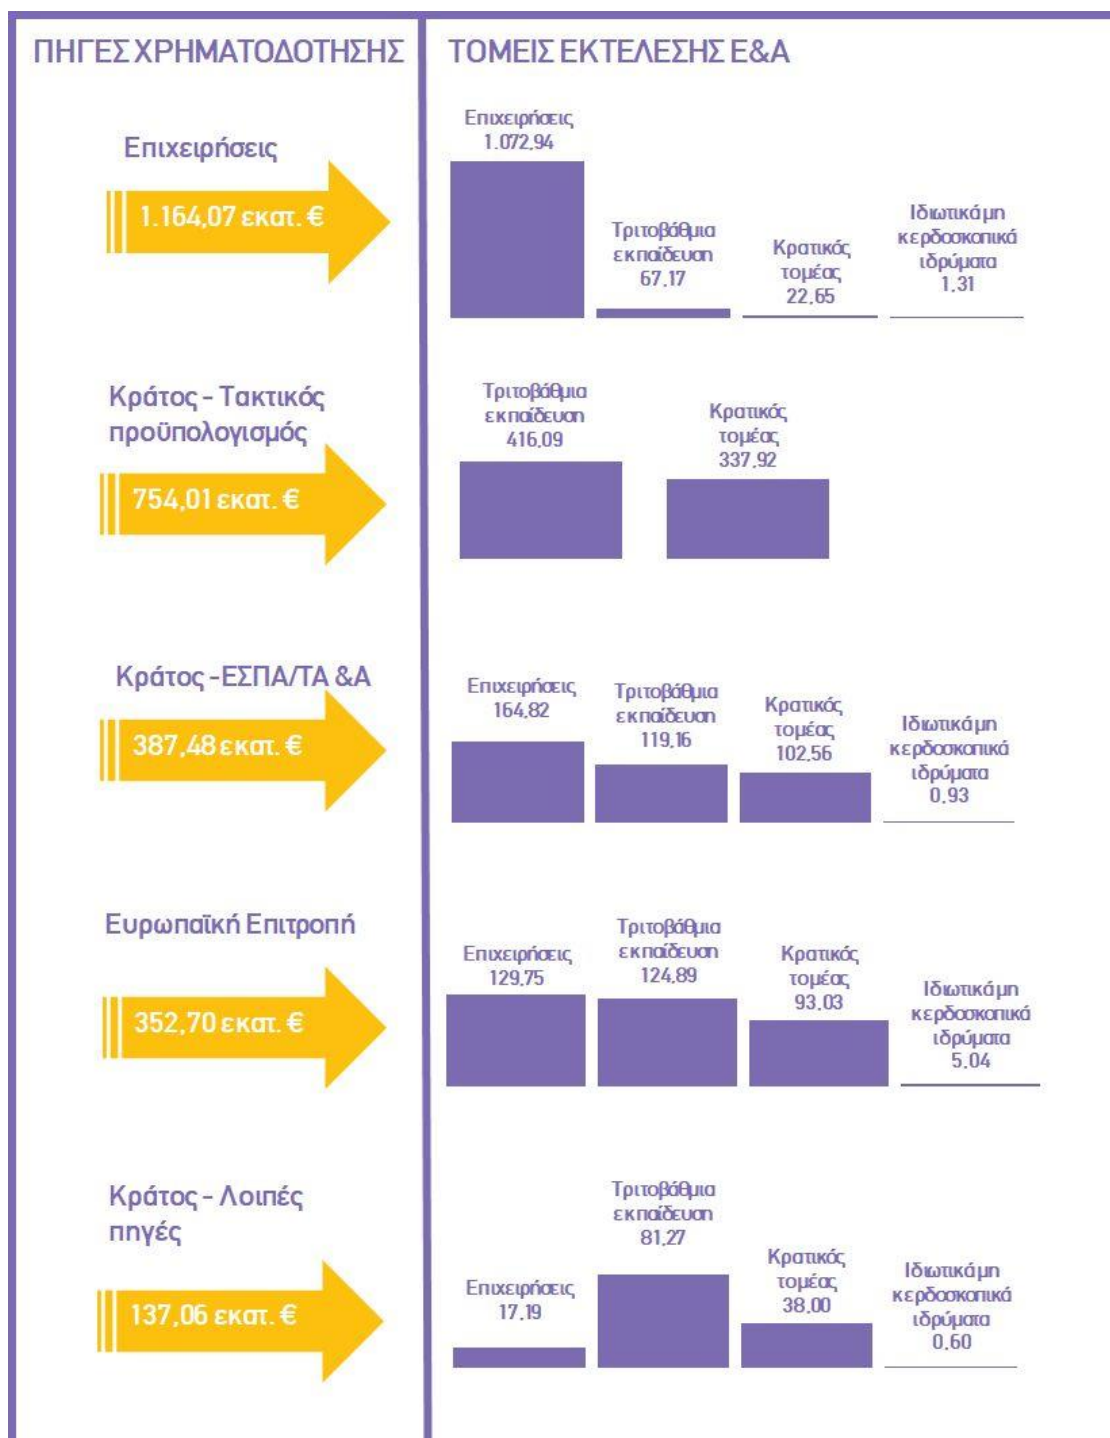 ΠΗΓΕΣ ΧΡΗΜΑΤΟΔΟΤΗΣΗΣ
ΤΟΜΕΙΣ ΕΚΤΕΛΕΣΗΣ Ε&Α
Επιχειρήσεις
1.164,07 εκατ. €
Επιχειρήσεις
1.072,94
Τριτοβάθμια
εκπαίδευση
67,17
Κρατικός
τομέας
22,65
Ιδιωτικά μη
κερδοσκοπικά
ιδρύματα
1,31
Κράτος - Τακτικός
προϋπολογισμός
754,01 εκατ. €
Τριτοβάθμια
εκπαίδευση
416,09
Κρατικός
τομέας
337,92
Κράτος -ΕΣΠΑ/ΤΑ &Α
387,48 εκατ. €
Επιχειρήσεις
164,82
Τριτοβάθμια
εκπαίδευση
119,16
Κρατικός
τομέας
102,56
Ιδιωτικά μη
κερδοσκοπικά
ιδρύματα
0,93
Ευρωπαϊκή Επιτροπή
352,70 εκατ. €
Επιχειρήσεις
129,75
Τριτοβάθμια
εκπαίδευση
124,89
Κρατικός
τομέας
93,03
Ιδιωτικά μη
κερδοσκοπικά
ιδρύματα
5,04
Κράτος - Λοιπές
πηγές
137,06 εκατ. €
Επιχειρήσεις
17,19
Τριτοβάθμια
εκπαίδευση
81,27
Κρατικός
τομέας
38,00
Ιδιωτικά μη
κερδοσκοπικά
ιδρύματα
0,60